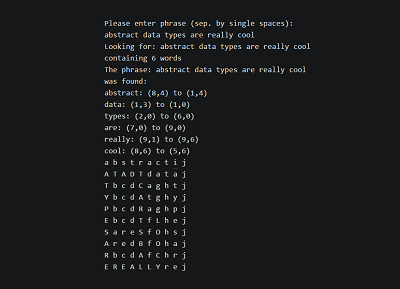 Please enter phrase (sep. by single spaces):
abstract data types are really cool
Looking for: abstract data types are really cool
containing 6 words
The phrase: abstract data types are really cool
was found:
abstract: (8,4) to (1,4)
data: (1,3) to (1,0)
types: (2,0) to (6,0)
are: (7,0) to (9,0)
really: (9,1) to (9,6)
cool: (8,6) to (5,6)
a b s t r a c t i j
A T A D T d a t a j
T b c d C a g h t j
Y b c d A t g h y j
P b c d R a g h p j
E b c d T f L h e j
S a r e S f O h s j
A r e d B f O h a j
R b c d A f C h r j
E R E A L L Y r e j